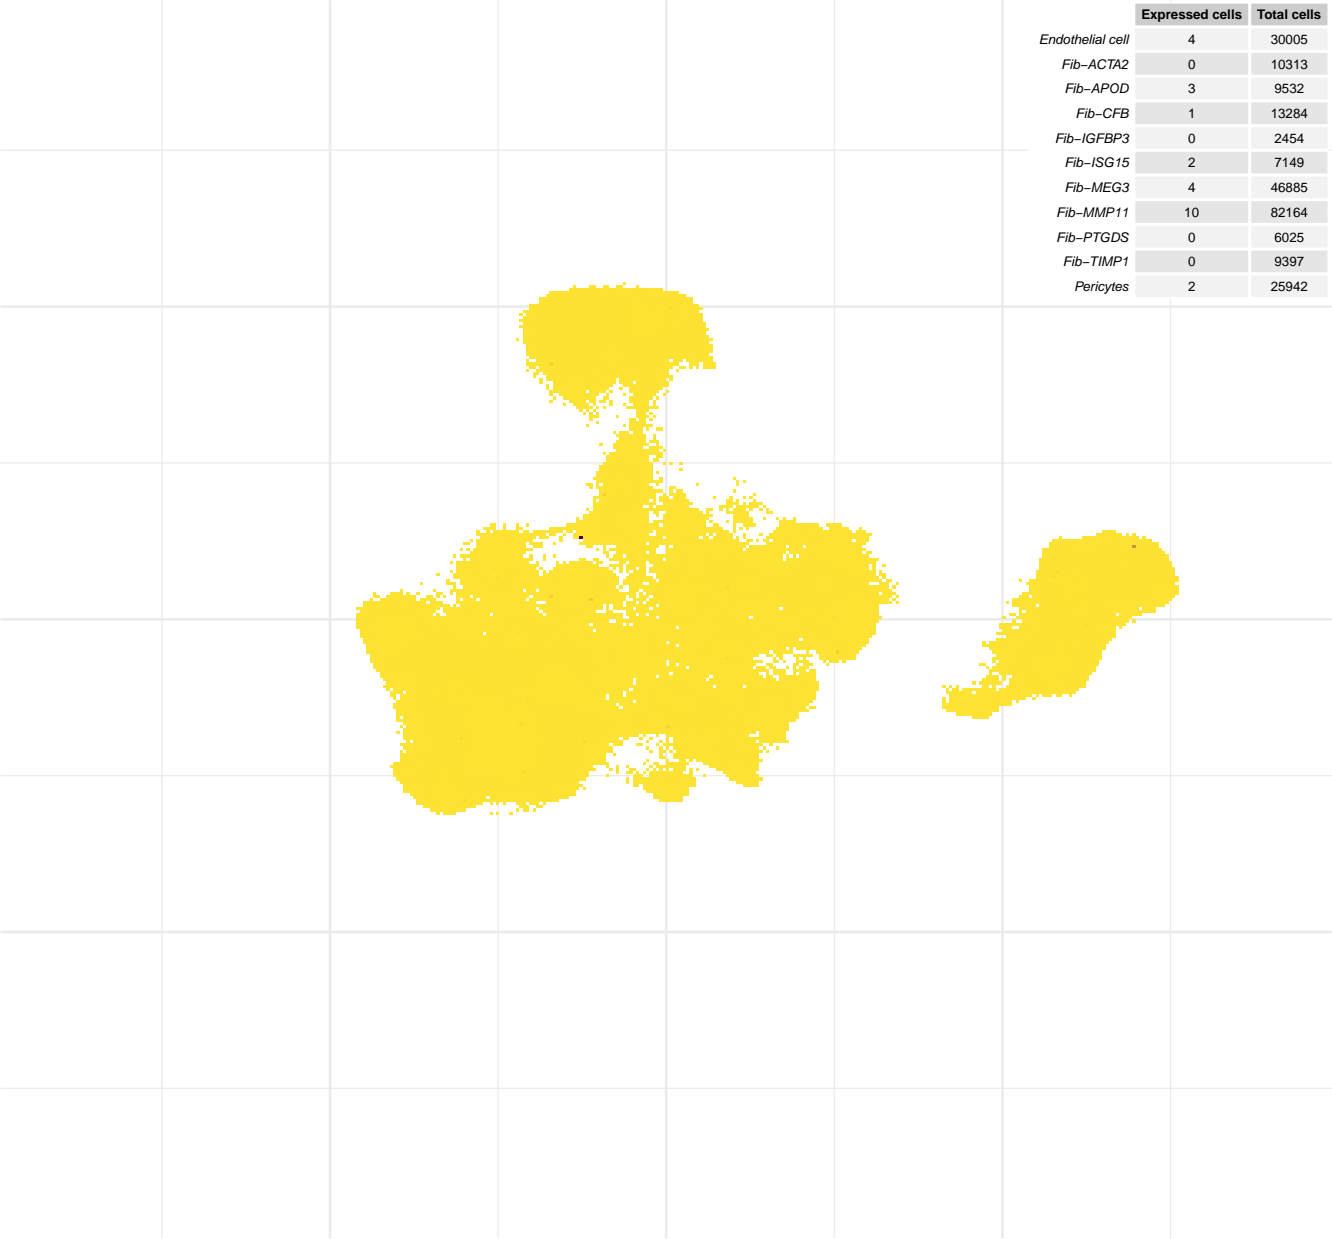 Expressed cells Total cells
Endothelial cell 4 30005
Fib−ACTA2 0 10313
Fib−APOD 3 9532
Fib−CFB 1 13284
Fib−IGFBP3 0 2454
Fib−ISG15 2 7149
Fib−MEG3 4 46885
Fib−MMP11 10 82164
Fib−PTGDS 0 6025
Fib−TIMP1 0 9397
Pericytes 2 25942